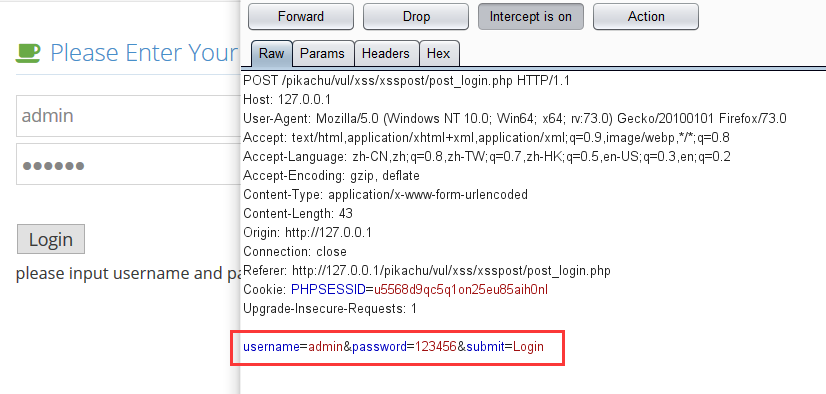 Please Enter Your
admin
••••••
Login
please input username and pa
Forward
Drop
Intercept is on
Action
Raw
Params
Headers
Hex
POST /pikachu/vul/xss/xsspost/post_login.php HTTP/1.1
Host: 127.0.0.1
User-Agent: Mozilla/5.0 (Windows NT 10.0; Win64; x64; rv:73.0) Gecko/20100101 Firefox/73.0
Accept: text/html,application/xhtml+xml,application/xml;q=0.9,image/webp,*/*;q=0.8
Accept-Language: zh-CN,zh;q=0.8,zh-TW;q=0.7,zh-HK;q=0.5,en-US;q=0.3,en;q=0.2
Accept-Encoding: gzip, deflate
Content-Type: application/x-www-form-urlencoded
Content-Length: 43
Origin: http://127.0.0.1
Connection: close
Referer: http://127.0.0.1/pikachu/vul/xss/xsspost/post_login.php
Cookie: PHPSESSID=u5568d9qc5q1on25eu85aih0nl
Upgrade-Insecure-Requests: 1
username=admin&password=123456&submit=Login